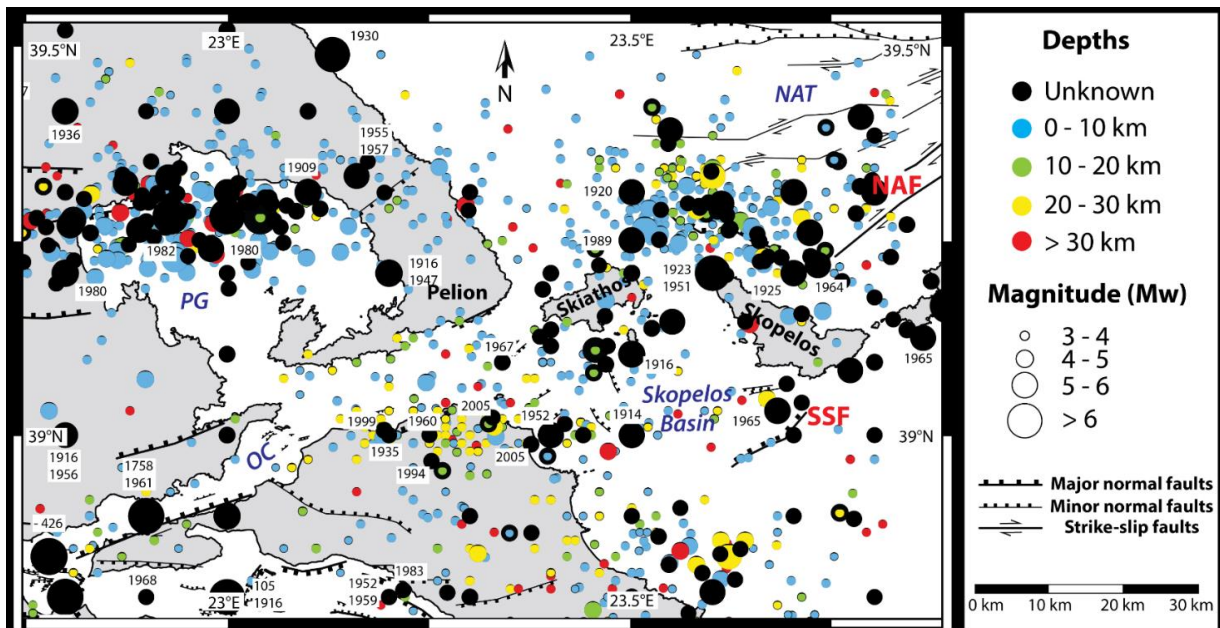 23°E
39.5°N
1930
23.5°E
39.5°N
N
NAT
1936
1955
1957
1909
1920
NAF
1982
1980
1989
1980
PG
1916
1947
Pelion
Skiathos
1923
1951
1925
1964
Skopelos
1967
1916
1965
2005
1952
1914
Skopelos
Basin
1965
SSF
1999
1960
39°N
1935
2005
39°N
1916
1956
1758
1961
OC
1994
- 426
1968
23°E
105
1916
1952
1959
1983
23.5°E
Depths
Unknown
0 - 10 km
10 - 20 km
20 - 30 km
> 30 km
Magnitude (Mw)
3 - 4
4 - 5
5 - 6
> 6
Major normal faults
Minor normal faults
Strike-slip faults
0 km
10 km
20 km
30 km